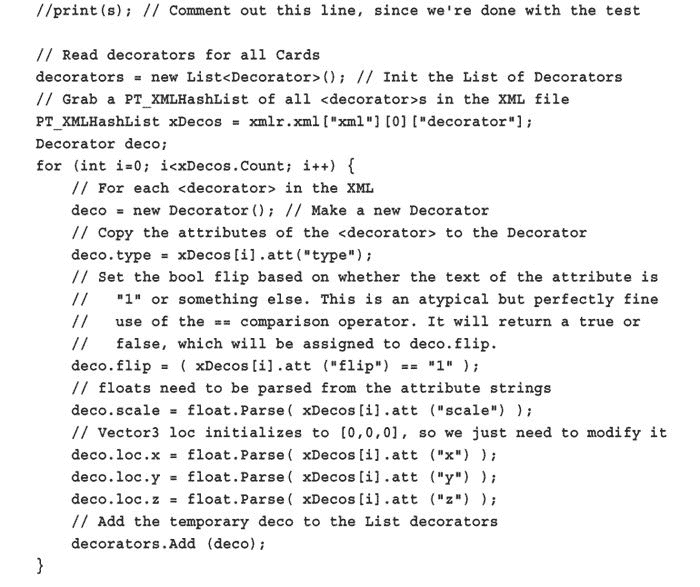 //print(s); // Comment out this line, since we're done with the test
// Read decorators for all Cards
decorators = new List<Decorator>(); // Init the List of Decorators
// Grab a PT_XMLHashList of all <decorator>s in the XML file
PT_XMLHashList xDecos = xmlr.xml["xml"][0]["decorator"];
Decorator deco;
for (int i=0; i<xDecos.Count; i++) {
// For each <decorator> in the XML
deco = new Decorator(); // Make a new Decorator
// Copy the attributes of the <decorator> to the Decorator
deco.type = xDecos[i].att("type");
// Set the bool flip based on whether the text of the attribute is
//   "1" or something else. This is an atypical but perfectly fine
//   use of the == comparison operator. It will return a true or
//   false, which will be assigned to deco.flip.
deco.flip = ( xDecos[i].att ("flip") == "1" );
// floats need to be parsed from the attribute strings
deco.scale = float.Parse( xDecos[i].att ("scale") );
// Vector3 loc initializes to [0,0,0], so we just need to modify it
deco.loc.x = float.Parse( xDecos[i].att ("x") );
deco.loc.y = float.Parse( xDecos[i].att ("y") );
deco.loc.z = float.Parse( xDecos[i].att ("z") );
// Add the temporary deco to the List decorators
decorators.Add (deco);
}